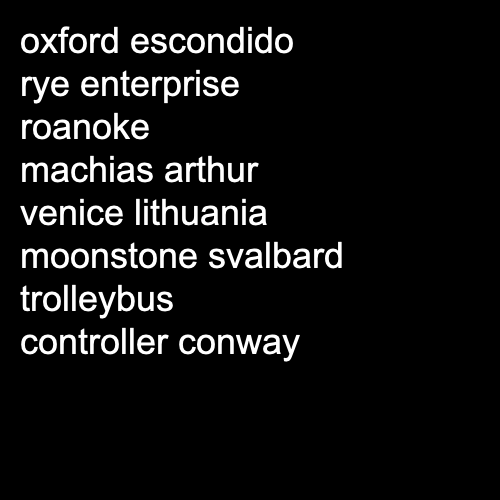 oxford escondido
rye enterprise
roanoke
machias arthur
venice lithuania
moonstone svalbard
trolleybus
controller conway